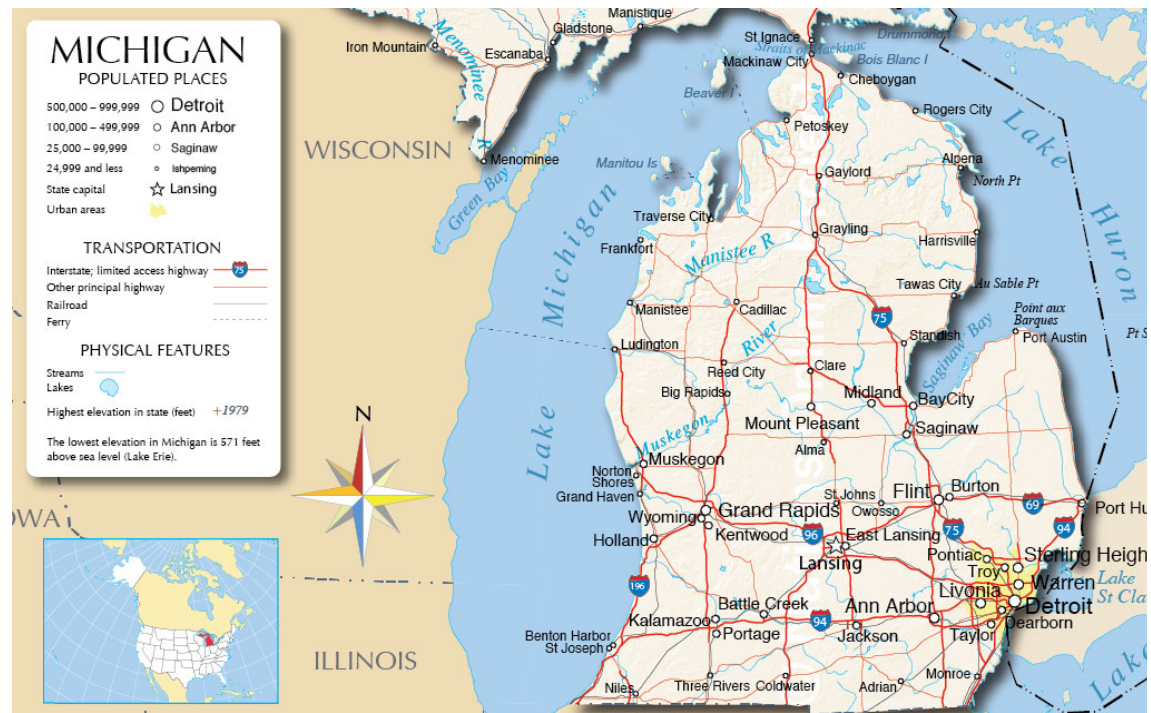 MICHIGAN
POPULATED PLACES
500,000 – 999,999 Detroit
100,000 – 499,999 Ann Arbor
25,000 – 99,999 Saginaw
24,999 and less Ishpeming
State capital Lansing
Urban areas
TRANSPORTATION
Interstate; limited access highway 75
Other principal highway
Railroad
Ferry
PHYSICAL FEATURES
Streams
Lakes
Highest elevation in state (feet) +1979
The lowest elevation in Michigan is 571 feet
above sea level (Lake Erie).
N
OWA
WISCONSIN
ILLINOIS
Manistique
Gladstone
Iron Mountain
Menominee R
Escanaba
Menominee
Green Bay
St Ignace
Straits of Mackinac
Drummond
Mackinaw City
Bois Blanc I
Cheboygan
Beaver I
Rogers City
Petoskey
Manitou Is
Alpena
Gaylord
North Pt
Lake Huron
Lake Michigan
Traverse City
Grayling
Frankfort
Harrisville
Manistee R
Tawas City
Au Sable Pt
Manistee
Cadillac
75
Point aux
Barques
Port Austin
Pt S
Saginaw Bay
Standish
Ludington
River
Reed City
Clare
Big Rapids
Midland
BayCity
Mount Pleasant
Saginaw
Muskegon
Alma
Muskegon
Norton
Shores
Grand Haven
Grand Rapids
St Johns
Owosso
Flint
Burton
69
94
Port Hu
Wyoming
Kentwood
96
East Lansing
75
Holland
Lansing
Pontiac
Sterling Heigh
Troy
Warren
Lake
St Cla
196
Livonia
Detroit
Battle Creek
Ann Arbor
Dearborn
Kalamazoo
94
Portage
Jackson
Taylor
Benton Harbor
St Joseph
Niles
Three Rivers
Coldwater
Adrian
Monroe
Lake